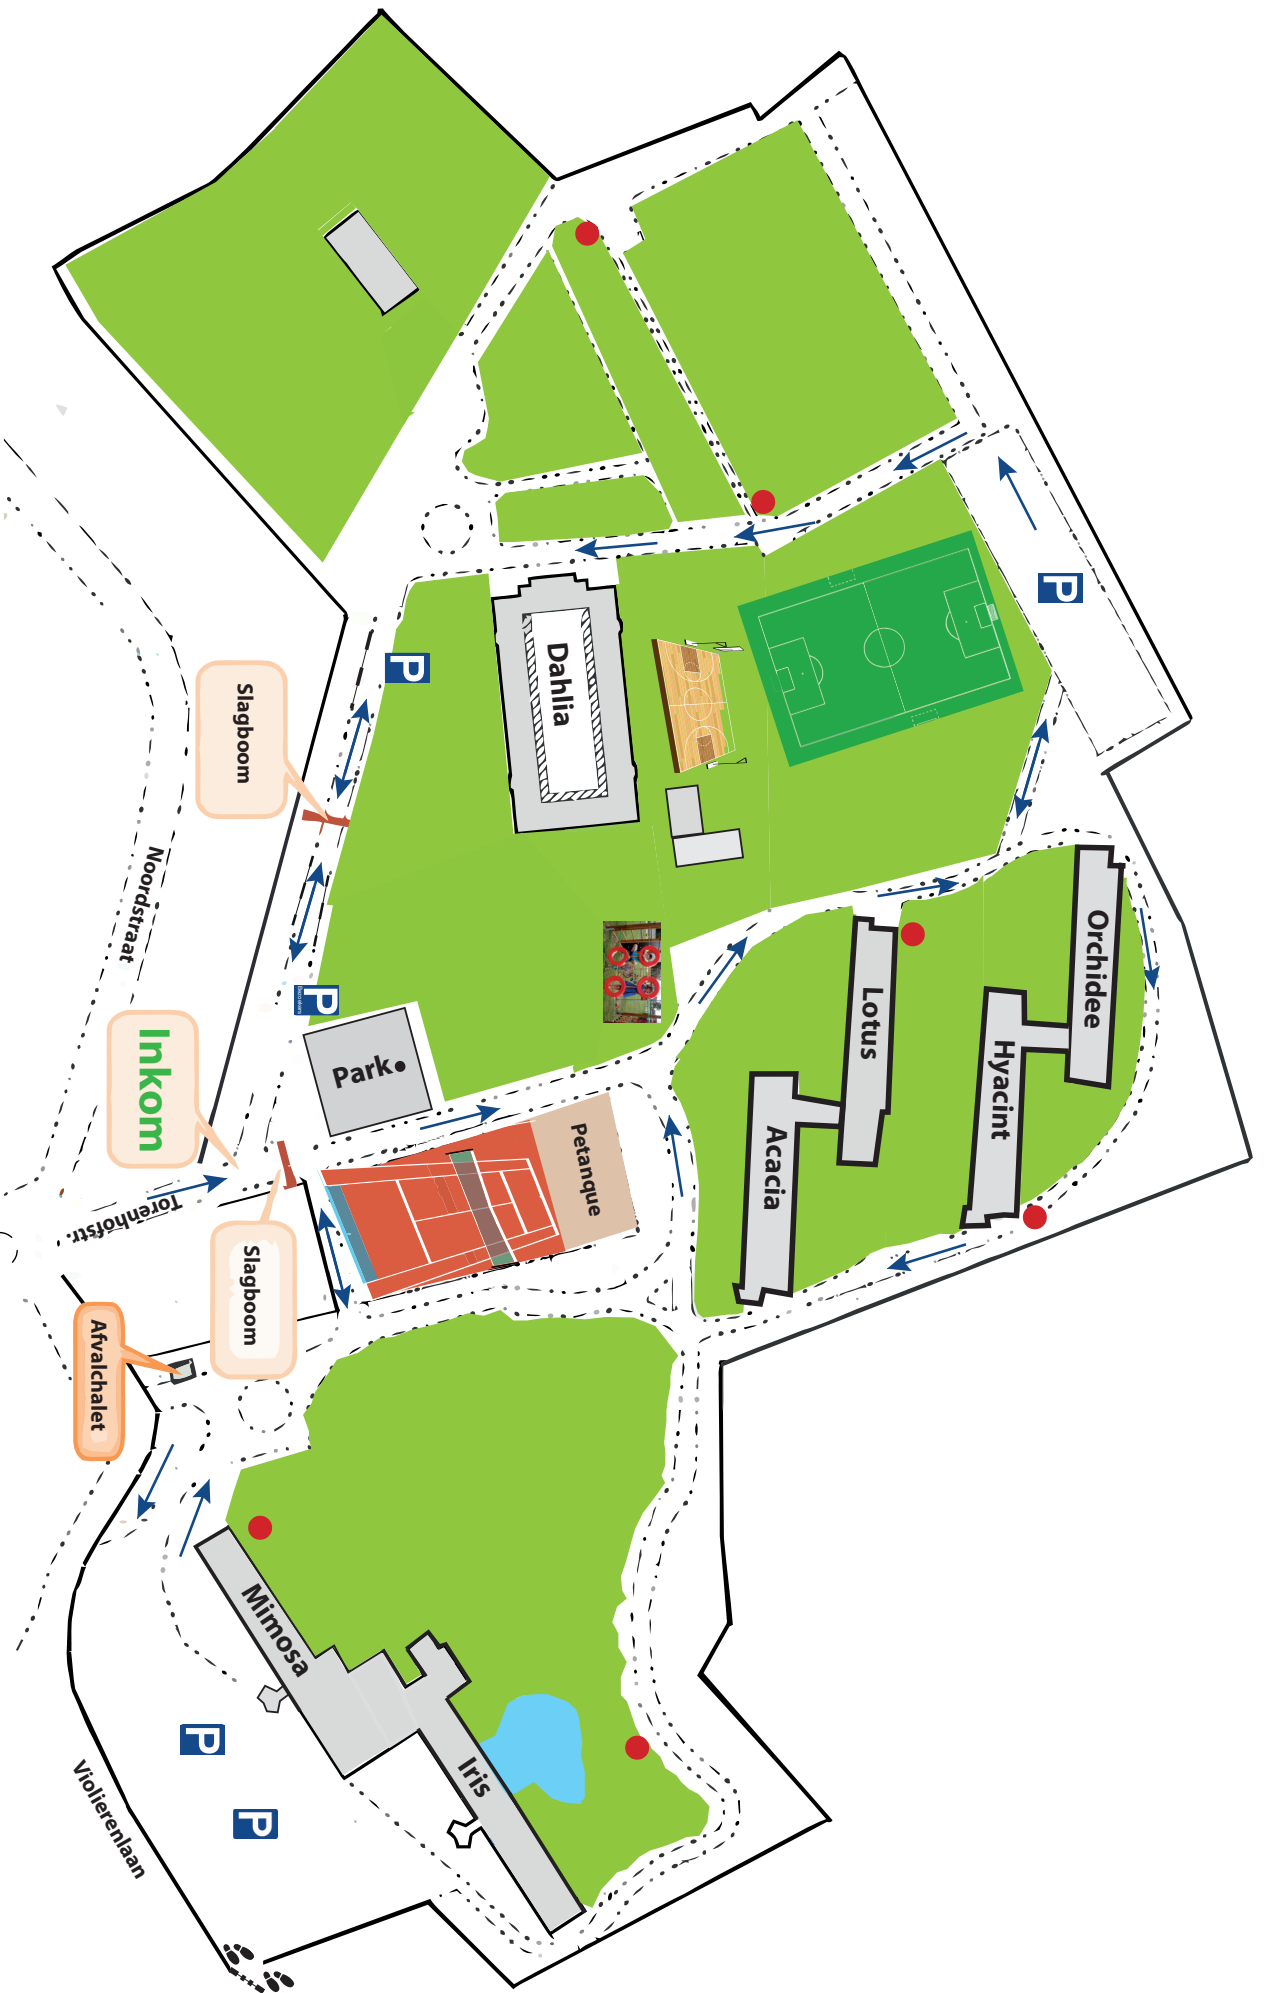 P
P
Dahlia
Slagboom
Noordstraat
Orchidee
Lotus
Hyacint
P
Park
Inkom
Acacia
Petanque
Torenhofstr.
Slagboom
Afvalchalet
Mimosa
P
Iris
P
Violierenlaan